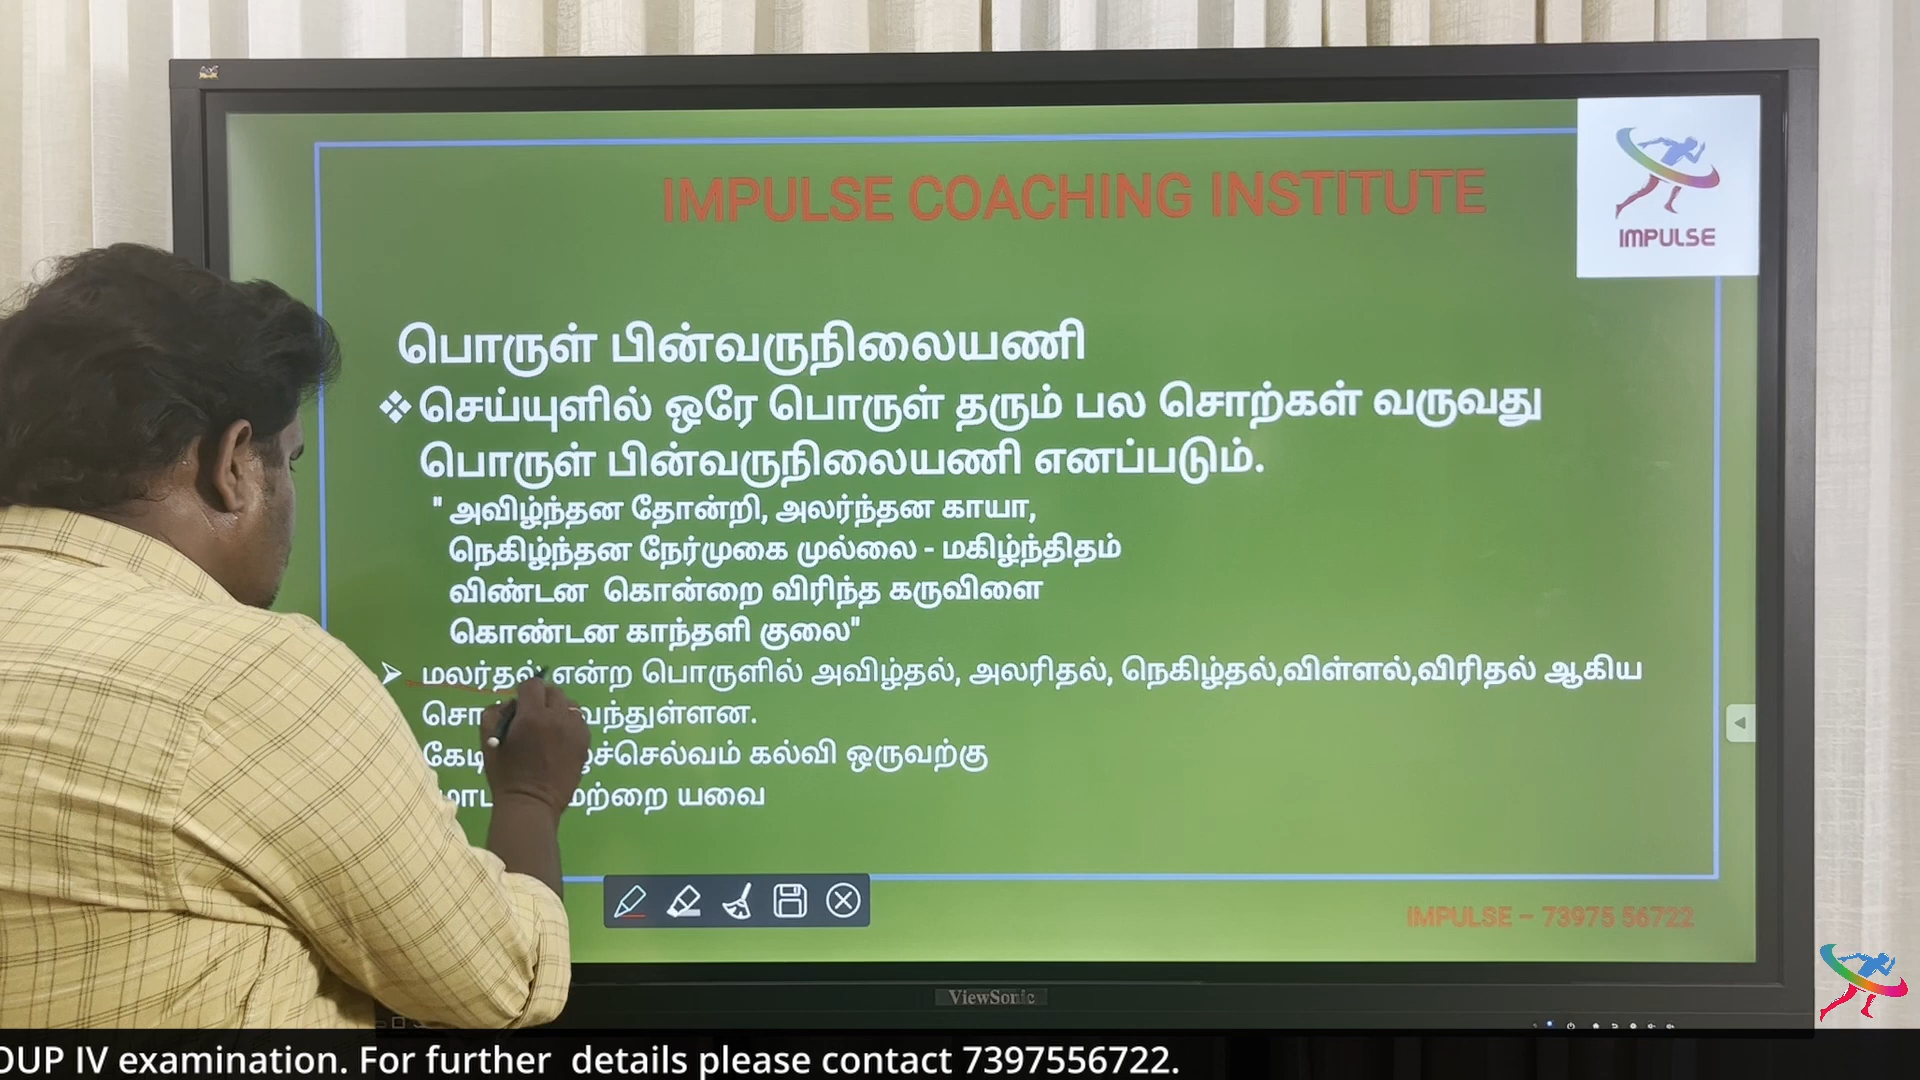 IMPULSE COACHING INSTITUTE
IMPULSE
பொருள் பின்வருநிலையணி
❖ செய்யுளில் ஒரே பொருள் தரும் பல சொற்கள் வருவது
பொருள் பின்வருநிலையணி எனப்படும்.
" அவிழ்ந்தன தோன்றி, அலர்ந்தன காயா,
நெகிழ்ந்தன நேர்முகை முல்லை - மகிழ்ந்திதம்
விண்டன கொன்றை விரிந்த கருவிளை
கொண்டன காந்தளி குலை"
➢ மலர்தல் என்ற பொருளில் அவிழ்தல், அலரிதல், நெகிழ்தல்,விள்ளல்,விரிதல் ஆகிய
வந்துள்ளன.
கல்வி ஒருவற்கு
யவை
IMPULSE – 73975 56722
ViewSonic
OUP IV examination. For further details please contact 7397556722.